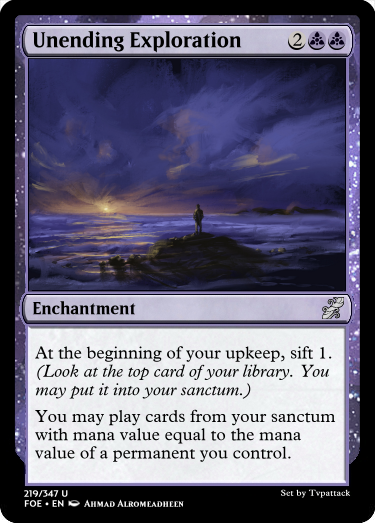 Unending Exploration 2
Enchantment
At the beginning of your upkeep, sift 1.
(Look at the top card of your library. You
may put it into your sanctum.)
You may play cards from your sanctum
with mana value equal to the mana
value of a permanent you control.
219/347 U
Set by Tvpattack
FOE • EN Ahmad Alromeadheen